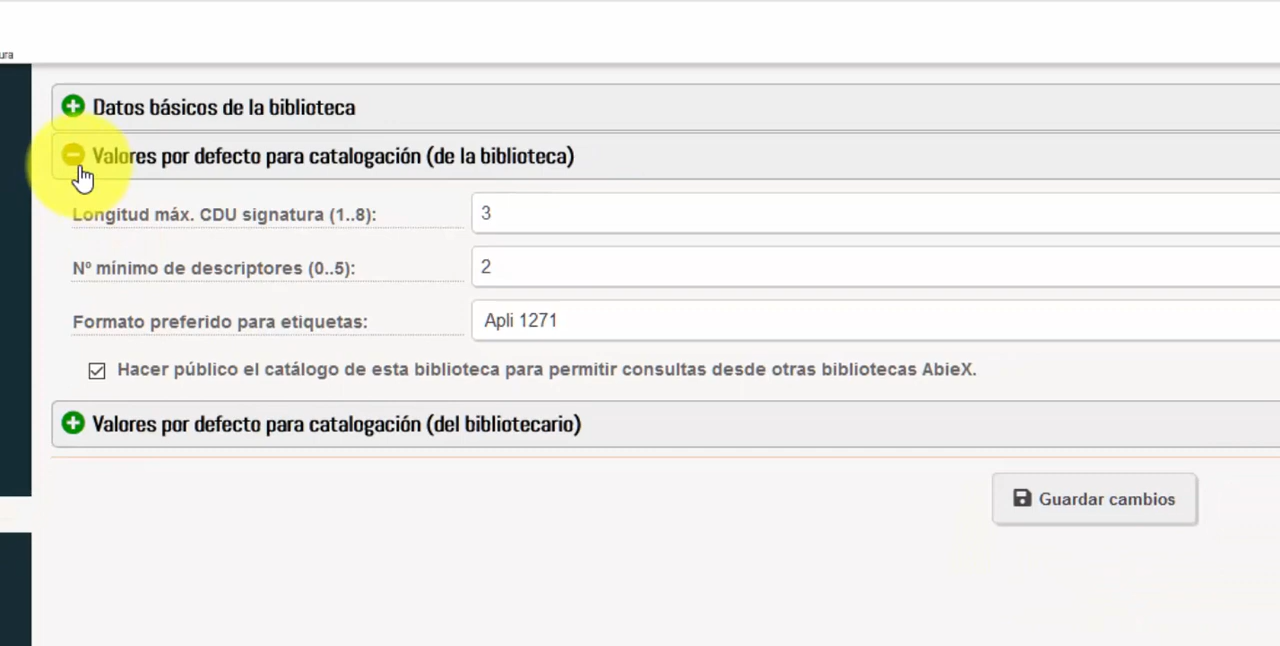 Datos básicos de la biblioteca
Valores por defecto para catalogación (de la biblioteca)
Longitud máx. CDU signatura (1..8): 3
Nº mínimo de descriptores (0..5): 2
Formato preferido para etiquetas: Apli 1271
Hacer público el catálogo de esta biblioteca para permitir consultas desde otras bibliotecas AbieX.
Valores por defecto para catalogación (del bibliotecario)
Guardar cambios